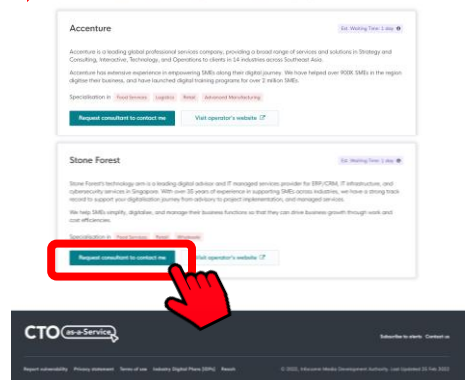 Accenture
Est. Waiting Time: 1 day
Accenture is a leading global professional services company, providing a broad range of services and solutions in Strategy and
Consulting, Interactive, Technology, and Operations to clients in 14 industries across Southeast Asia.
Accenture has extensive experience in empowering SMEs along their digital journey. We have helped over 900K SMEs in the region
digitise their business, and have launched digital training programs for over 2 million SMEs.
Specialisation in Food Services Logistics Retail Advanced Manufacturing
Request consultant to contact me Visit operator's website
Stone Forest
Est. Waiting Time: 1 day
Stone Forest's technology arm is a leading digital advisor and IT managed services provider for ERP/CRM, IT infrastructure, and
cybersecurity services in Singapore. With over 35 years of experience in supporting SMEs across industries, we have a strong track
record to support your digitalisation journey from advisory to project implementation, and managed services.
We help SMEs simplify, digitalise, and manage their business functions so that they can drive business growth through work and
cost efficiencies.
Specialisation in Food Services Retail Wholesale
Request consultant to contact me Visit operator's website
CTO as-a-Service
Subscribe to alerts Contact us
Report vulnerability Privacy statement Terms of use Industry Digital Plans (IDPs) Reach
© 2022, Infocomm Media Development Authority, Last Updated 25 Feb 2022